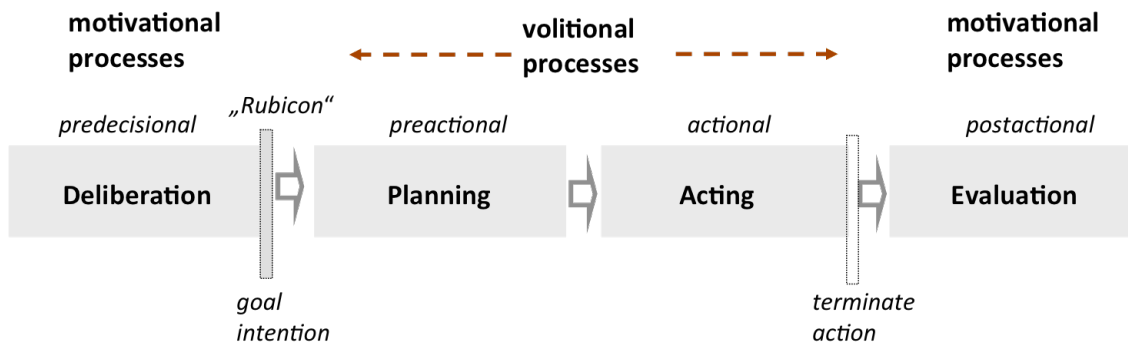 motivational
processes
volitional
processes
motivational
processes
predecisional
„Rubicon“
preactional
actional
postactional
Deliberation
Planning
Acting
Evaluation
goal
intention
terminate
action